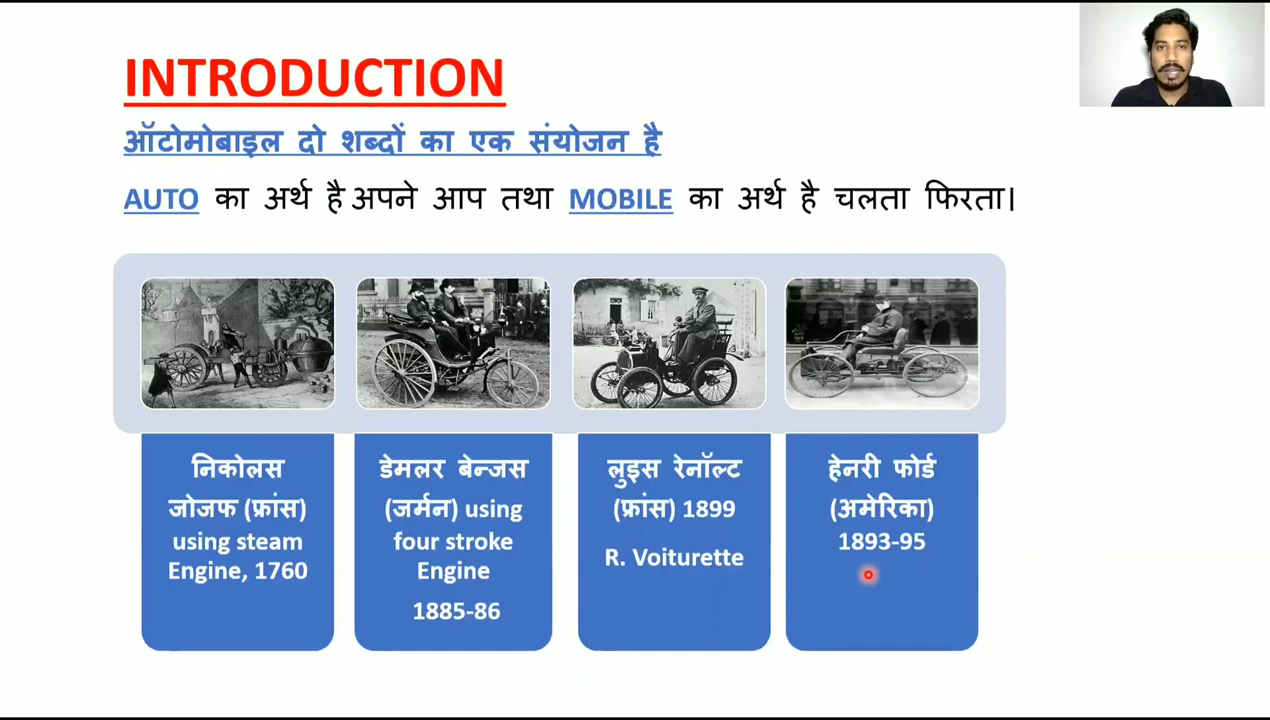 INTRODUCTION
ऑटोमोबाइल दो शब्दों का एक संयोजन है
AUTO का अर्थ है अपने आप तथा MOBILE का अर्थ है चलता फिरता।
निकोलस
जोजफ (फ्रांस)
using steam
Engine, 1760
डेमलर बेन्जस
(जर्मन) using
four stroke
Engine
1885-86
लुइस रेनॉल्ट
(फ्रांस) 1899
R. Voiturette
हेनरी फोर्ड
(अमेरिका)
1893-95